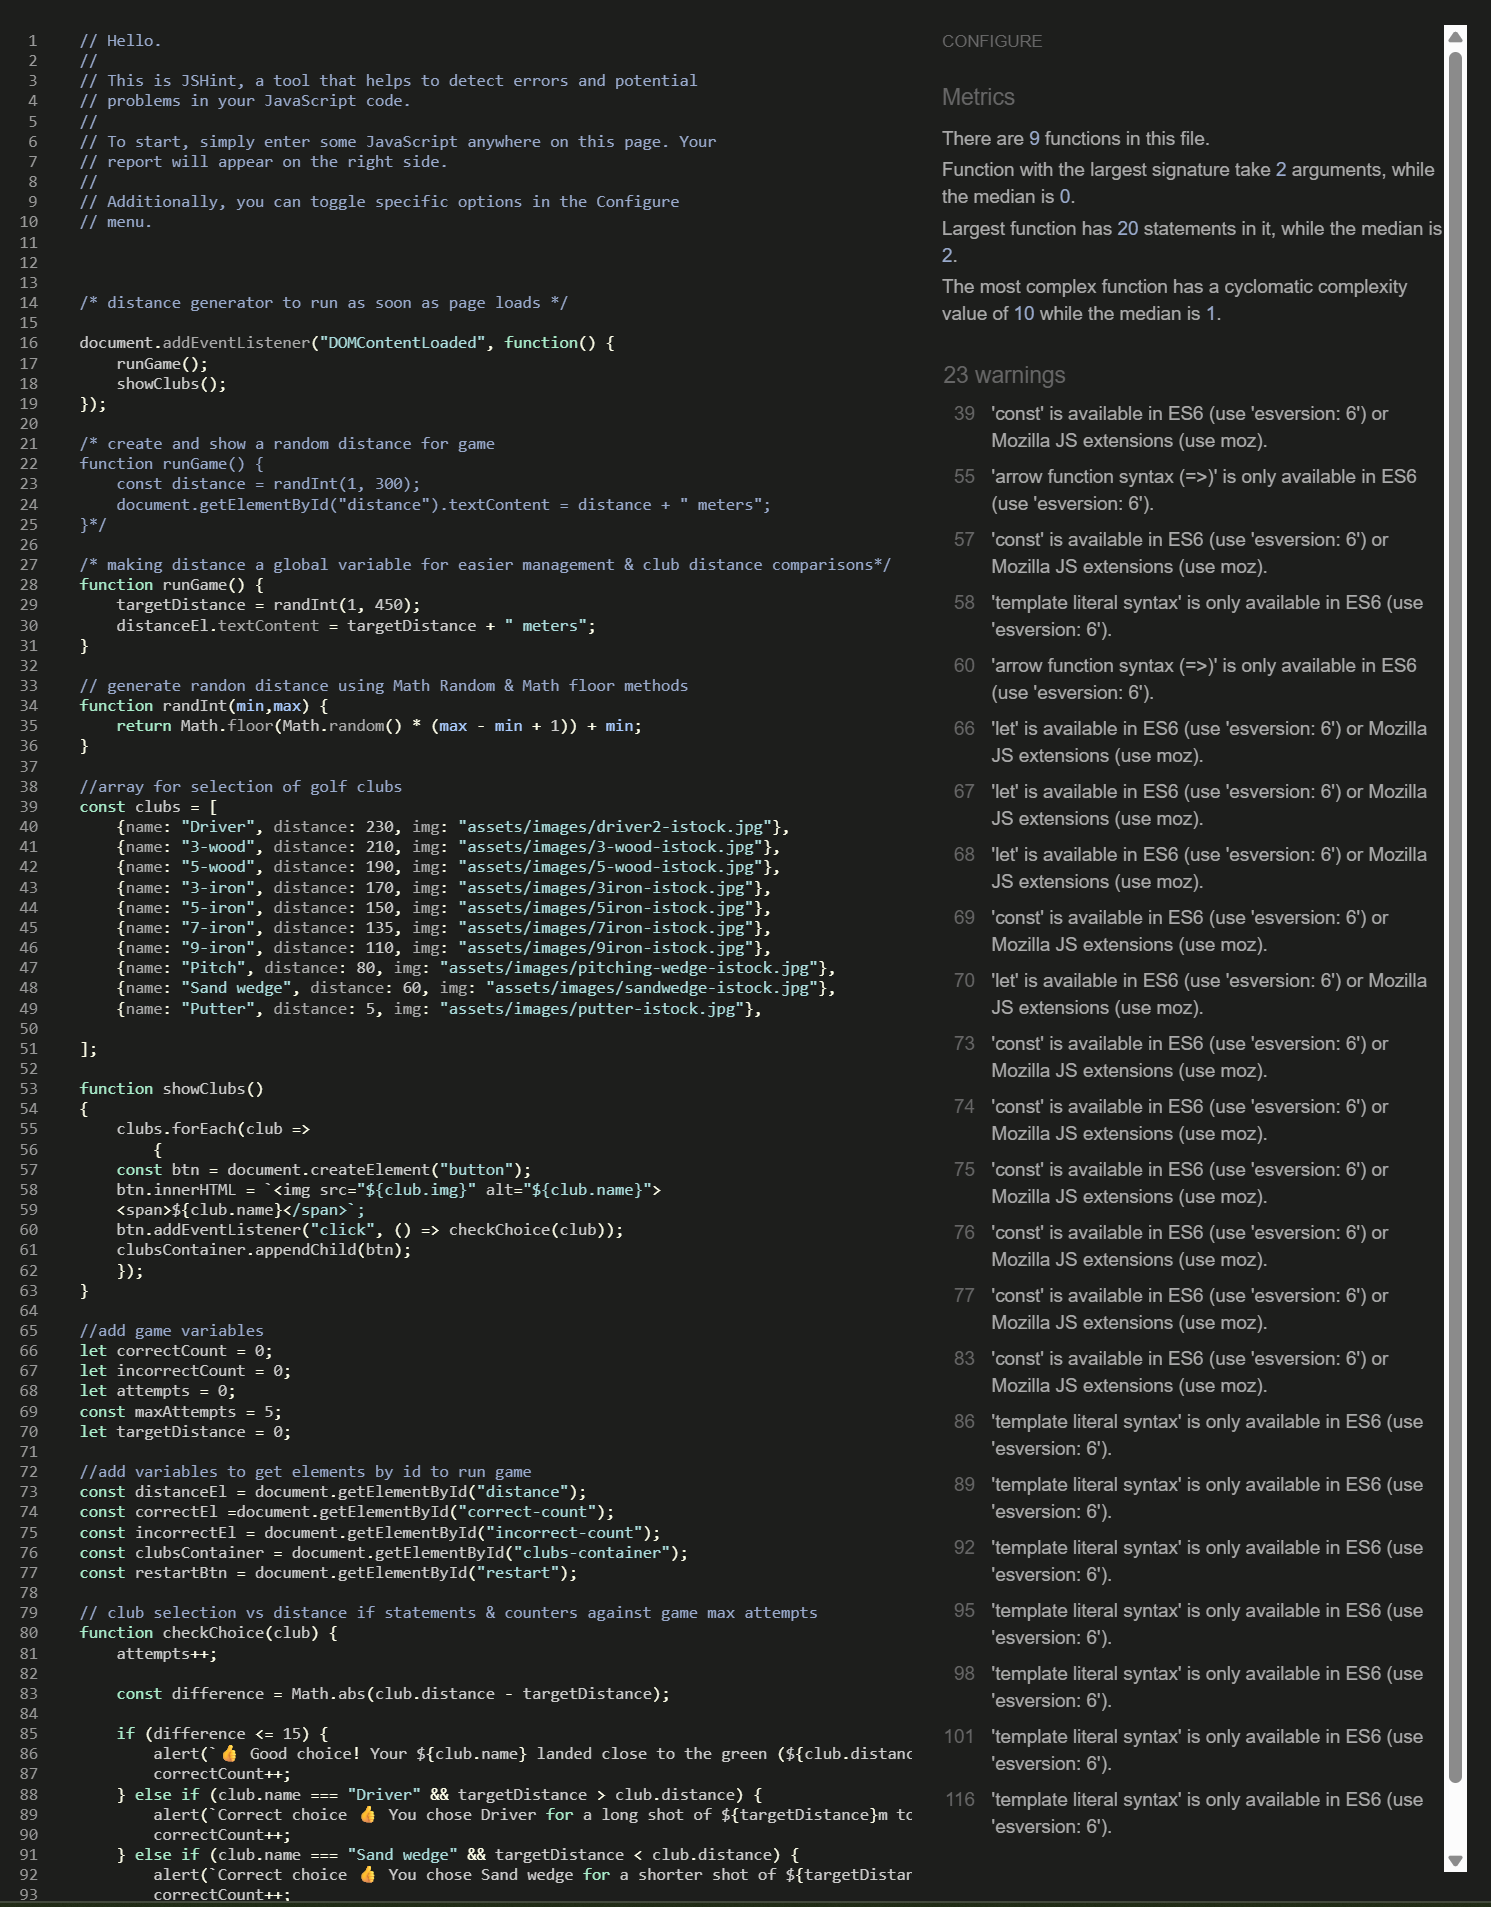 1 // Hello.
2 //
3 // This is JSHint, a tool that helps to detect errors and potential
4 // problems in your JavaScript code.
5 //
6 // To start, simply enter some JavaScript anywhere on this page. Your
7 // report will appear on the right side.
8 //
9 // Additionally, you can toggle specific options in the Configure
10 // menu.
11
12
13
14 /* distance generator to run as soon as page loads */
15
16 document.addEventListener("DOMContentLoaded", function() {
17 runGame();
18 showClubs();
19 });
20
21 /* create and show a random distance for game
22 function runGame() {
23 const distance = randInt(1, 300);
24 document.getElementById("distance").textContent = distance + " meters";
25 }*/
26
27 /* making distance a global variable for easier management & club distance comparisons*/
28 function runGame() {
29 targetDistance = randInt(1, 450);
30 distanceEl.textContent = targetDistance + " meters";
31 }
32
33 // generate randon distance using Math Random & Math floor methods
34 function randInt(min,max) {
35 return Math.floor(Math.random() * (max - min + 1)) + min;
36 }
37
38 //array for selection of golf clubs
39 const clubs = [
40 {name: "Driver", distance: 230, img: "assets/images/driver2-istock.jpg"},
41 {name: "3-wood", distance: 210, img: "assets/images/3-wood-istock.jpg"},
42 {name: "5-wood", distance: 190, img: "assets/images/5-wood-istock.jpg"},
43 {name: "3-iron", distance: 170, img: "assets/images/3iron-istock.jpg"},
44 {name: "5-iron", distance: 150, img: "assets/images/5iron-istock.jpg"},
45 {name: "7-iron", distance: 135, img: "assets/images/7iron-istock.jpg"},
46 {name: "9-iron", distance: 110, img: "assets/images/9iron-istock.jpg"},
47 {name: "Pitch", distance: 80, img: "assets/images/pitching-wedge-istock.jpg"},
48 {name: "Sand wedge", distance: 60, img: "assets/images/sandwedge-istock.jpg"},
49 {name: "Putter", distance: 5, img: "assets/images/putter-istock.jpg"},
50
51 ];
52
53 function showClubs()
54 {
55 clubs.forEach(club =>
56 {
57 const btn = document.createElement("button");
58 btn.innerHTML = `<img src="${club.img}" alt="${club.name}">
59 <span>${club.name}</span>`;
60 btn.addEventListener("click", () => checkChoice(club));
61 clubsContainer.appendChild(btn);
62 });
63 }
64
65 //add game variables
66 let correctCount = 0;
67 let incorrectCount = 0;
68 let attempts = 0;
69 const maxAttempts = 5;
70 let targetDistance = 0;
71
72 //add variables to get elements by id to run game
73 const distanceEl = document.getElementById("distance");
74 const correctEl =document.getElementById("correct-count");
75 const incorrectEl = document.getElementById("incorrect-count");
76 const clubsContainer = document.getElementById("clubs-container");
77 const restartBtn = document.getElementById("restart");
78
79 // club selection vs distance if statements & counters against game max attempts
80 function checkChoice(club) {
81 attempts++;
82
83 const difference = Math.abs(club.distance - targetDistance);
84
85 if (difference <= 15) {
86 alert(`👍 Good choice! Your ${club.name} landed close to the green (${club.distanc
87 correctCount++;
88 } else if (club.name === "Driver" && targetDistance > club.distance) {
89 alert(`Correct choice 👍 You chose Driver for a long shot of ${targetDistance}m to
90 correctCount++;
91 } else if (club.name === "Sand wedge" && targetDistance < club.distance) {
92 alert(`Correct choice 👍 You chose Sand wedge for a shorter shot of ${targetDistan
93 correctCount++;
CONFIGURE
Metrics
There are 9 functions in this file.
Function with the largest signature take 2 arguments, while
the median is 0.
Largest function has 20 statements in it, while the median is
2.
The most complex function has a cyclomatic complexity
value of 10 while the median is 1.
23 warnings
39 'const' is available in ES6 (use 'esversion: 6') or
Mozilla JS extensions (use moz).
55 'arrow function syntax (=>)' is only available in ES6
(use 'esversion: 6').
57 'const' is available in ES6 (use 'esversion: 6') or
Mozilla JS extensions (use moz).
58 'template literal syntax' is only available in ES6 (use
'esversion: 6').
60 'arrow function syntax (=>)' is only available in ES6
(use 'esversion: 6').
66 'let' is available in ES6 (use 'esversion: 6') or Mozilla
JS extensions (use moz).
67 'let' is available in ES6 (use 'esversion: 6') or Mozilla
JS extensions (use moz).
68 'let' is available in ES6 (use 'esversion: 6') or Mozilla
JS extensions (use moz).
69 'const' is available in ES6 (use 'esversion: 6') or
Mozilla JS extensions (use moz).
70 'let' is available in ES6 (use 'esversion: 6') or Mozilla
JS extensions (use moz).
73 'const' is available in ES6 (use 'esversion: 6') or
Mozilla JS extensions (use moz).
74 'const' is available in ES6 (use 'esversion: 6') or
Mozilla JS extensions (use moz).
75 'const' is available in ES6 (use 'esversion: 6') or
Mozilla JS extensions (use moz).
76 'const' is available in ES6 (use 'esversion: 6') or
Mozilla JS extensions (use moz).
77 'const' is available in ES6 (use 'esversion: 6') or
Mozilla JS extensions (use moz).
83 'const' is available in ES6 (use 'esversion: 6') or
Mozilla JS extensions (use moz).
86 'template literal syntax' is only available in ES6 (use
'esversion: 6').
89 'template literal syntax' is only available in ES6 (use
'esversion: 6').
92 'template literal syntax' is only available in ES6 (use
'esversion: 6').
95 'template literal syntax' is only available in ES6 (use
'esversion: 6').
98 'template literal syntax' is only available in ES6 (use
'esversion: 6').
101 'template literal syntax' is only available in ES6 (use
'esversion: 6').
116 'template literal syntax' is only available in ES6 (use
'esversion: 6').